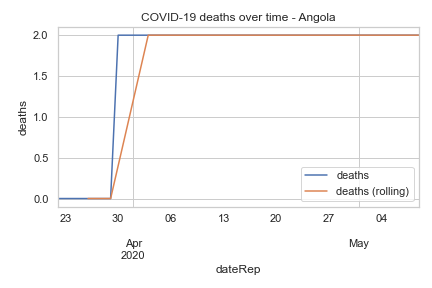 COVID-19 deaths over time - Angola
2.0
1.5
1.0
0.5
0.0
deaths
deaths
deaths (rolling)
23 30 06 13 20 27 04
Apr May
2020
dateRep